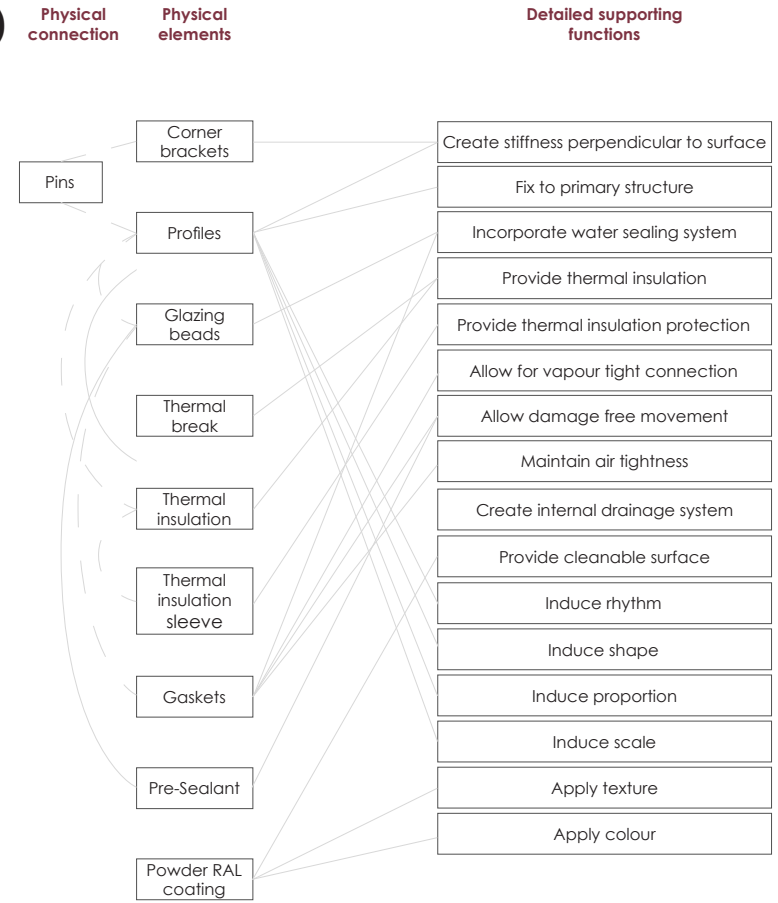 Physical
connection
Physical
elements
Detailed supporting
functions
Pins
Corner
brackets
Profiles
Glazing
beads
Thermal
break
Thermal
insulation
Thermal
insulation
sleeve
Gaskets
Pre-Sealant
Powder RAL
coating
Create stiffness perpendicular to surface
Fix to primary structure
Incorporate water sealing system
Provide thermal insulation
Provide thermal insulation protection
Allow for vapour tight connection
Allow damage free movement
Maintain air tightness
Create internal drainage system
Provide cleanable surface
Induce rhythm
Induce shape
Induce proportion
Induce scale
Apply texture
Apply colour